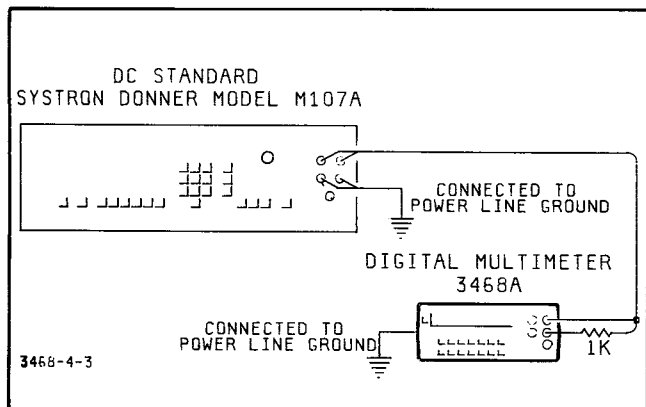 DC STANDARD
SYSTRON DONNER MODEL M107A
CONNECTED TO
POWER LINE GROUND
DIGITAL MULTIMETER
3468A
CONNECTED TO
POWER LINE GROUND
1K
3468-4-3